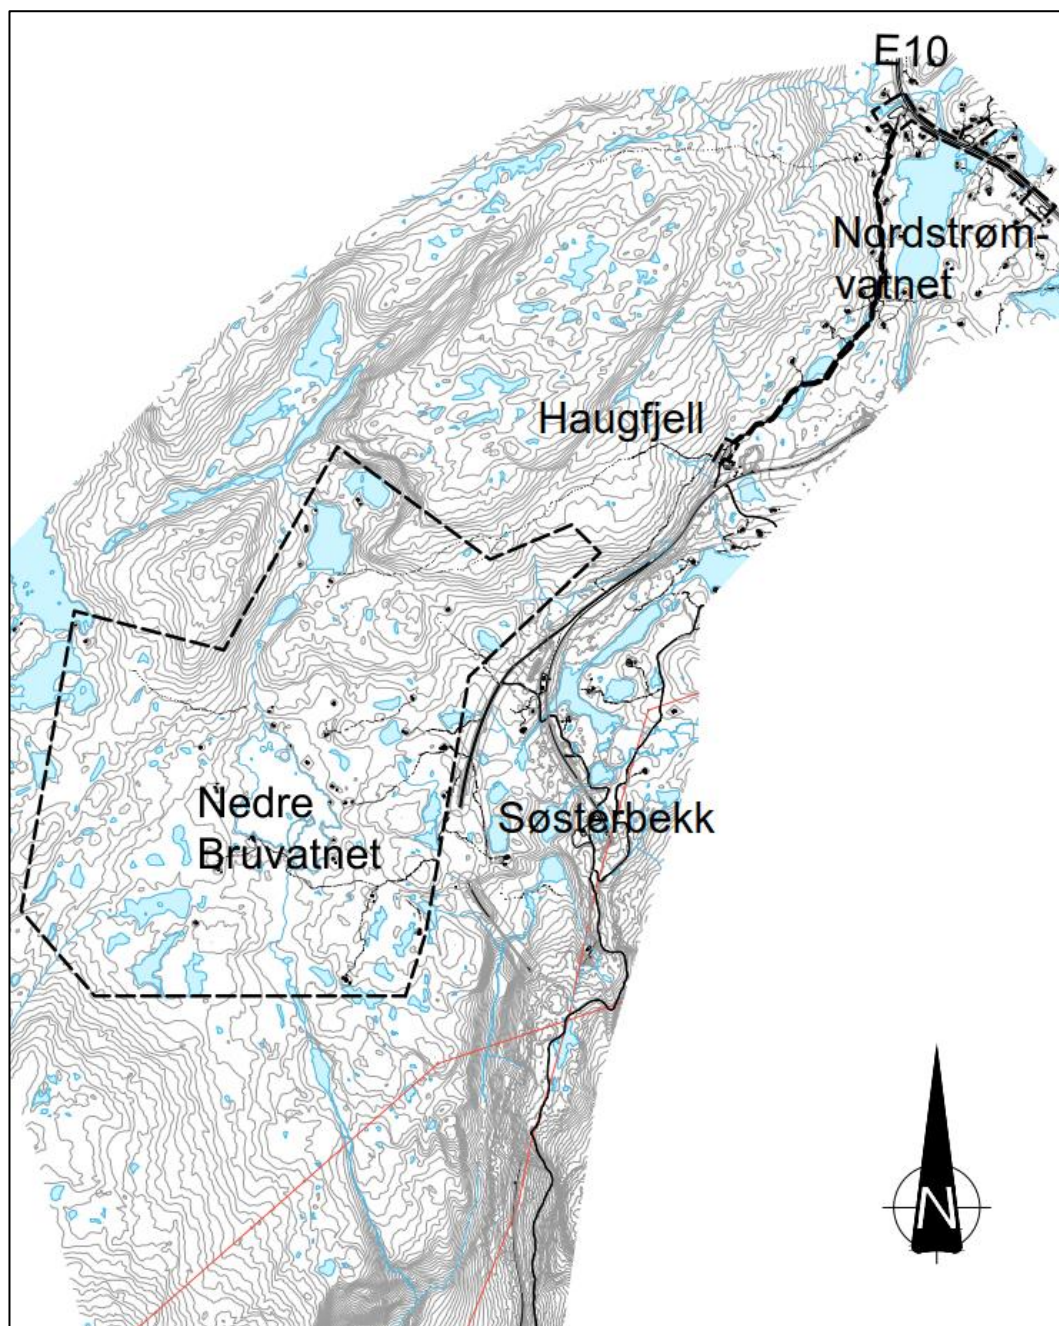 E10
Nordstrøm-
vatnet
Haugfjell
Nedre
Bruvatnet
Søsterbekk
N